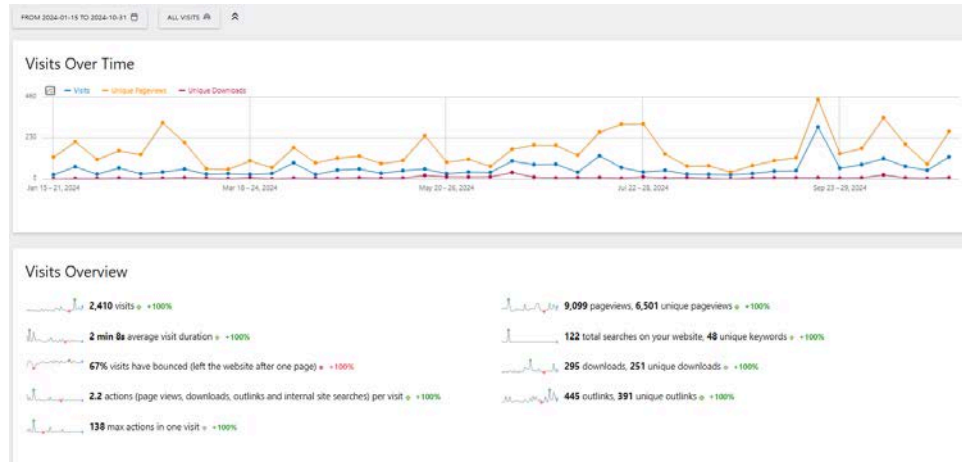 FROM 2024-01-15 TO 2024-10-31 ALL VISITS
Visits Over Time
Visits Unique Pageviews Unique Downloads
460
230
0
Jan 15 – 21, 2024 Mar 18 – 24, 2024 May 20 – 26, 2024 Jul 22 – 28, 2024 Sep 23 – 29, 2024
Visits Overview
2,410 visits +100%
9,099 pageviews, 6,501 unique pageviews +100%
2 min 8s average visit duration +100%
122 total searches on your website, 48 unique keywords +100%
67% visits have bounced (left the website after one page) +100%
295 downloads, 251 unique downloads +100%
2.2 actions (page views, downloads, outlinks and internal site searches) per visit +100%
445 outlinks, 391 unique outlinks +100%
138 max actions in one visit +100%